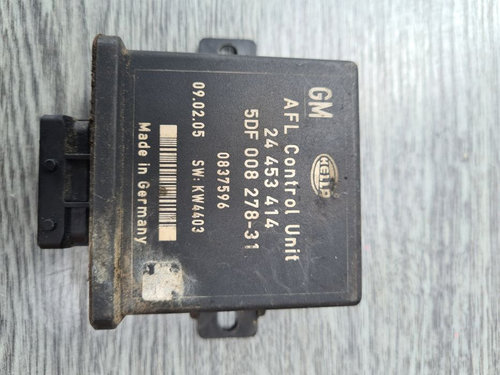 GM
HELLA
AFL Control Unit
24 453 414
5DF 008 278-31
0837596
09.02.05 SW: KW4403
Made in Germany